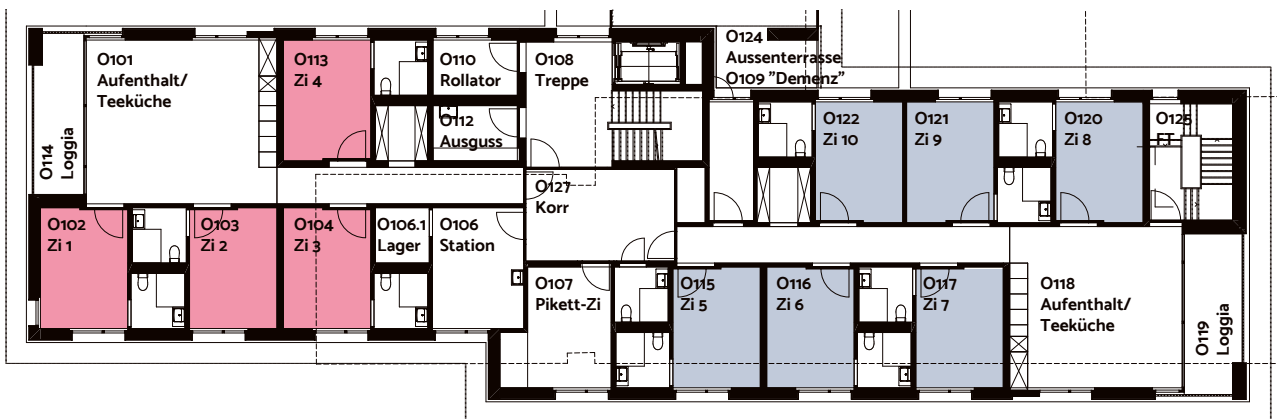 O101
Aufenthalt/
Teeküche
O113
Zi 4
O110
Rollator
O112
Ausguss
O108
Treppe
O124
Aussenterrasse
O109 "Demenz"
O122
Zi 10
O121
Zi 9
O120
Zi 8
O125
FT
O114
Loggia
O127
Korr
O102
Zi 1
O103
Zi 2
O104
Zi 3
O106.1
Lager
O106
Station
O107
Pikett-Zi
O115
Zi 5
O116
Zi 6
O117
Zi 7
O118
Aufenthalt/
Teeküche
O119
Loggia